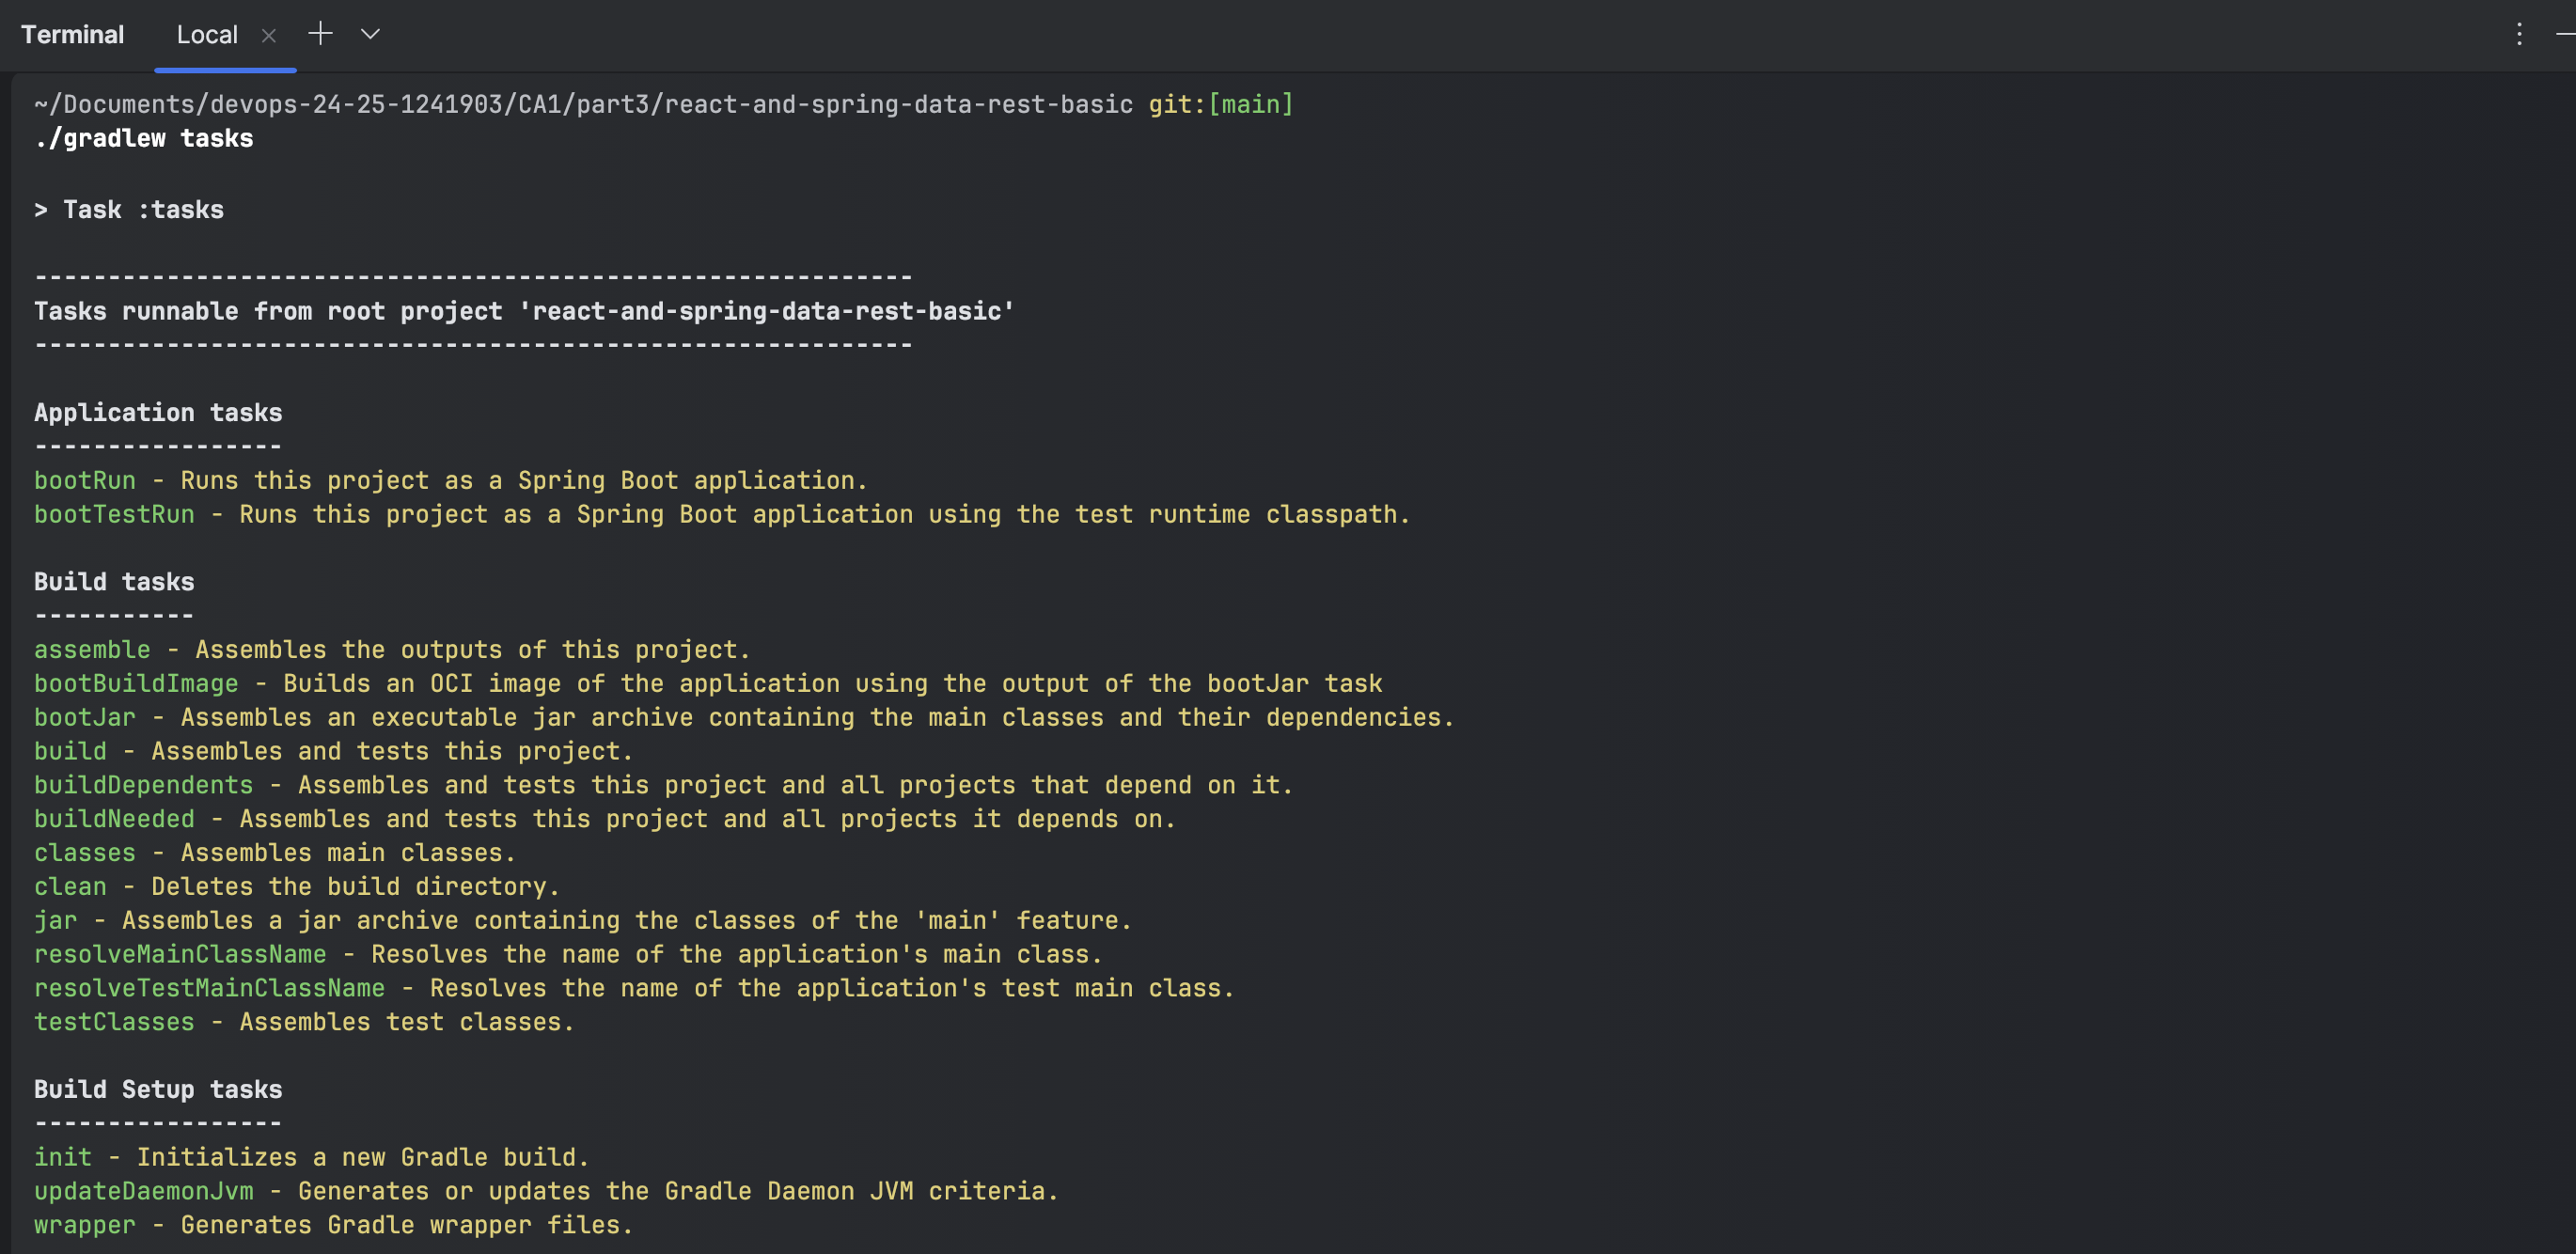 Terminal Local
~/Documents/devops-24-25-1241903/CA1/part3/react-and-spring-data-rest-basic git:[main]
./gradlew tasks
> Task :tasks
------------------------------------------------------------
Tasks runnable from root project 'react-and-spring-data-rest-basic'
------------------------------------------------------------
Application tasks
-----------------
bootRun - Runs this project as a Spring Boot application.
bootTestRun - Runs this project as a Spring Boot application using the test runtime classpath.
Build tasks
-----------
assemble - Assembles the outputs of this project.
bootBuildImage - Builds an OCI image of the application using the output of the bootJar task
bootJar - Assembles an executable jar archive containing the main classes and their dependencies.
build - Assembles and tests this project.
buildDependents - Assembles and tests this project and all projects that depend on it.
buildNeeded - Assembles and tests this project and all projects it depends on.
classes - Assembles main classes.
clean - Deletes the build directory.
jar - Assembles a jar archive containing the classes of the 'main' feature.
resolveMainClassName - Resolves the name of the application's main class.
resolveTestMainClassName - Resolves the name of the application's test main class.
testClasses - Assembles test classes.
Build Setup tasks
-----------------
init - Initializes a new Gradle build.
updateDaemonJvm - Generates or updates the Gradle Daemon JVM criteria.
wrapper - Generates Gradle wrapper files.